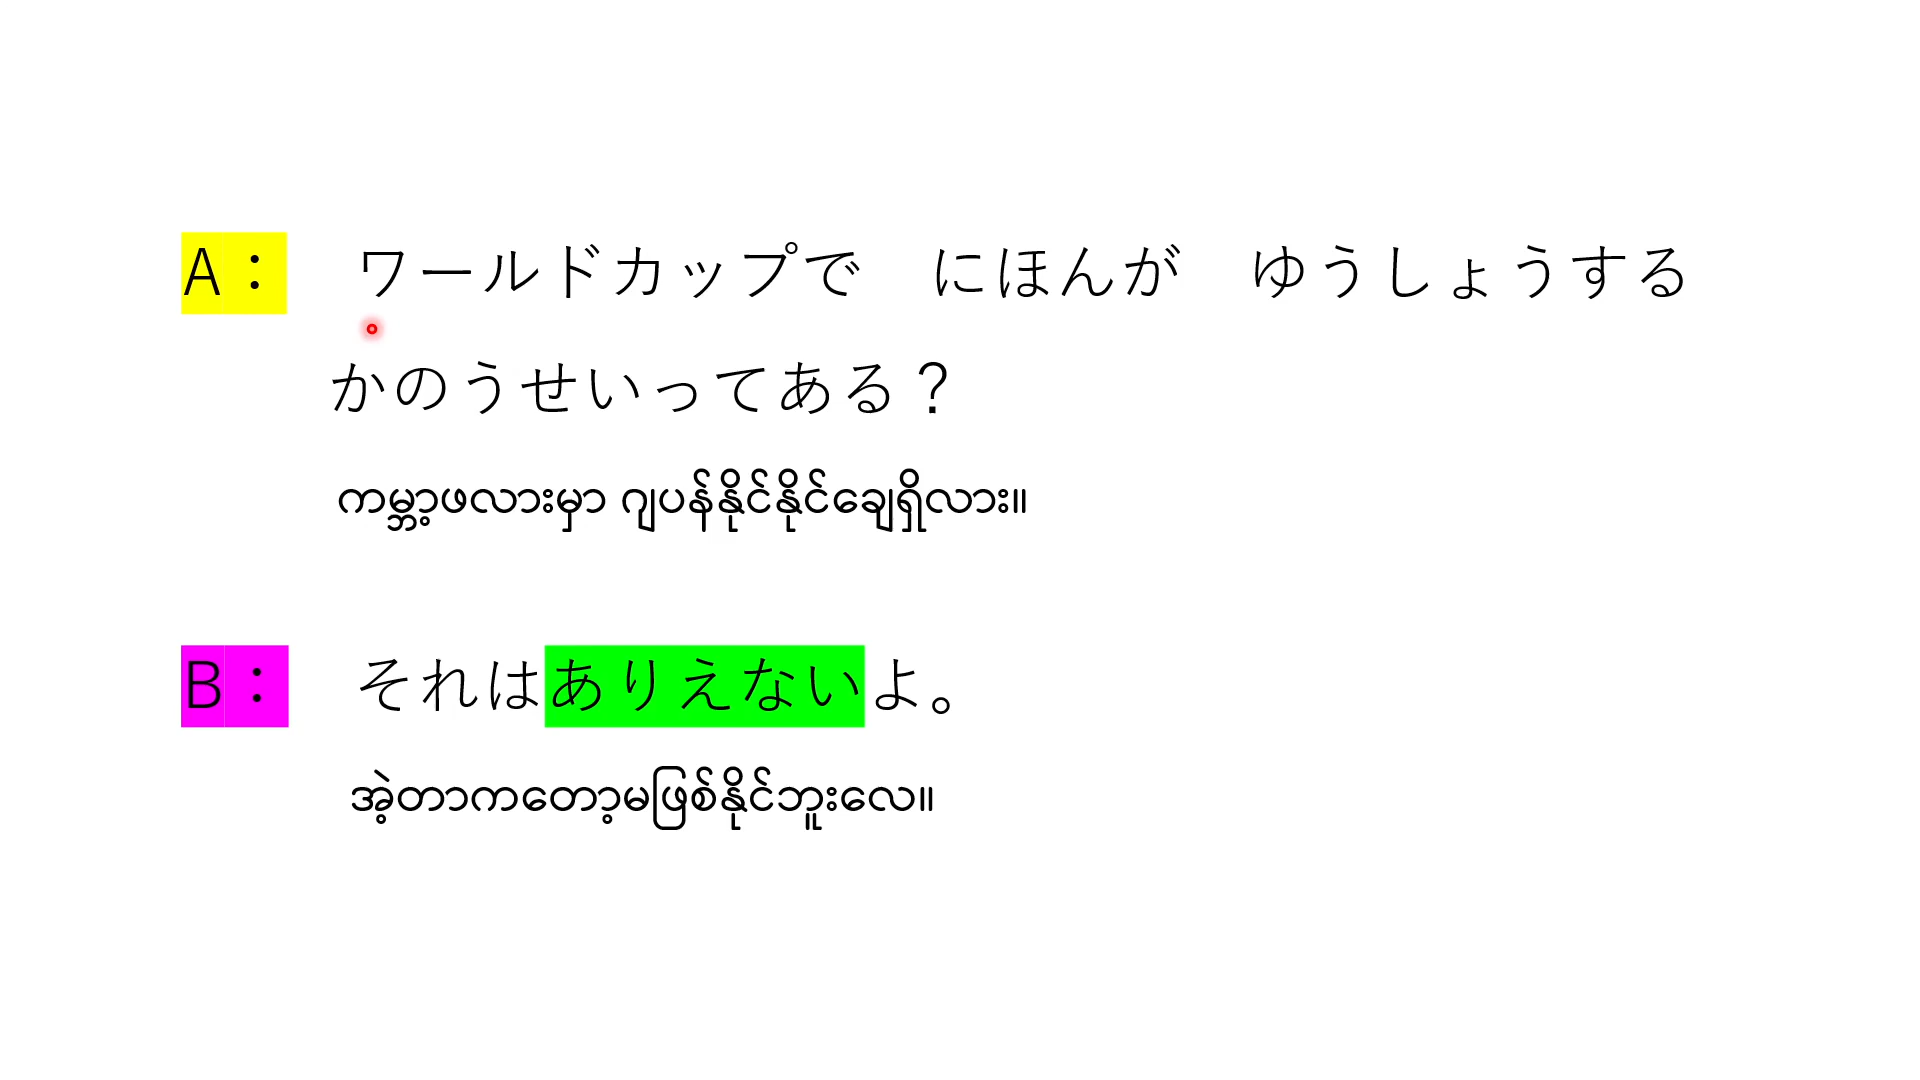 A：　ワールドカップで　にほんが　ゆうしょうする
かのうせいってある？
ကမ္ဘာ့ဖလားမှာ ဂျပန်နိုင်နိုင်ချေရှိလား။
B：　それはありえないよ。
အဲ့တာကတော့မဖြစ်နိုင်ဘူးလေ။